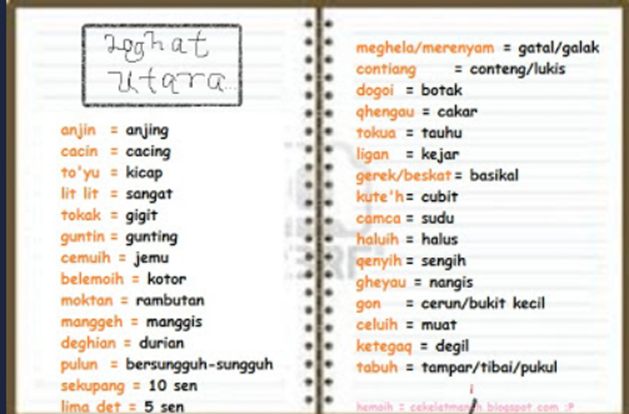 Loghat
Utara
anjin = anjing
cacin = cacing
to'yu = kicap
lit lit = sangat
tokak = gigit
guntin = gunting
cemuih = jemu
belemoih = kotor
moktan = rambutan
manggeh = manggis
deghian = durian
pulun = bersungguh-sungguh
sekupang = 10 sen
lima det = 5 sen
meghela/merenyam = gatal/galak
contiang = conteng/lukis
dogoi = botak
qhengau = cakar
tokua = tauhu
ligan = kejar
gerek/beskat = basikal
kute'h = cubit
camca = sudu
haluih = halus
qenyih = sengih
gheyau = nangis
gon = cerun/bukit kecil
celuih = muat
ketegaq = degil
tabuh = tampar/tibai/pukul
hemoih = cekelatmanih.blogspot.com :P